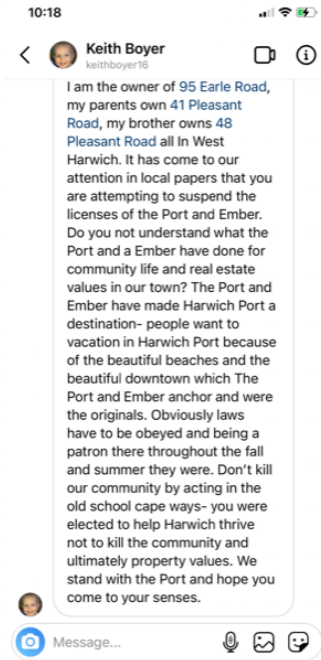 10:18
Keith Boyer
keithboyer16
I am the owner of 95 Earle Road,
my parents own 41 Pleasant
Road, my brother owns 48
Pleasant Road all In West
Harwich. It has come to our
attention in local papers that you
are attempting to suspend the
licenses of the Port and Ember.
Do you not understand what the
Port and a Ember have done for
community life and real estate
values in our town? The Port and
Ember have made Harwich Port a
destination- people want to
vacation in Harwich Port because
of the beautiful beaches and the
beautiful downtown which The
Port and Ember anchor and were
the originals. Obviously laws
have to be obeyed and being a
patron there throughout the fall
and summer they were. Don't kill
our community by acting in the
old school cape ways- you were
elected to help Harwich thrive
not to kill the community and
ultimately property values. We
stand with the Port and hope you
come to your senses.
Message...